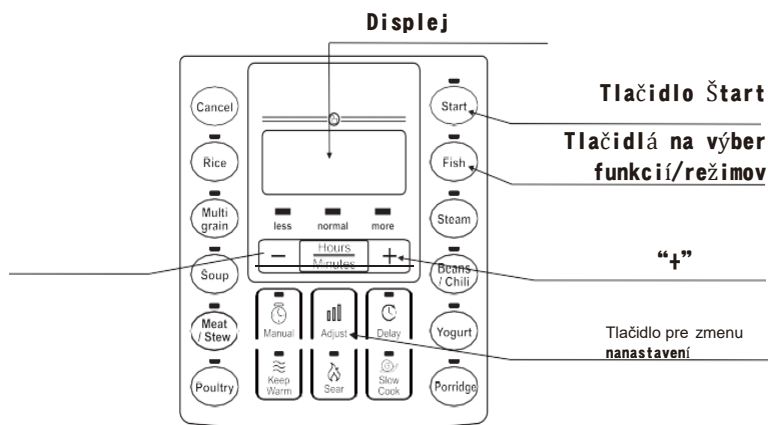 Displej
Tlačidlo Štart
Tlačidlá na výber
funkcií/režimov
“+”
Tlačidlo pre zmenu
nanastavení
Cancel
Rice
Multi
grain
Soup
Meat
/ Stew
Poultry
less normal more
− Hours +
Minutes
Manual Adjust Delay
Keep Sear Slow
Warm Cook
Start
Fish
Steam
Beans
/ Chili
Yogurt
Porridge